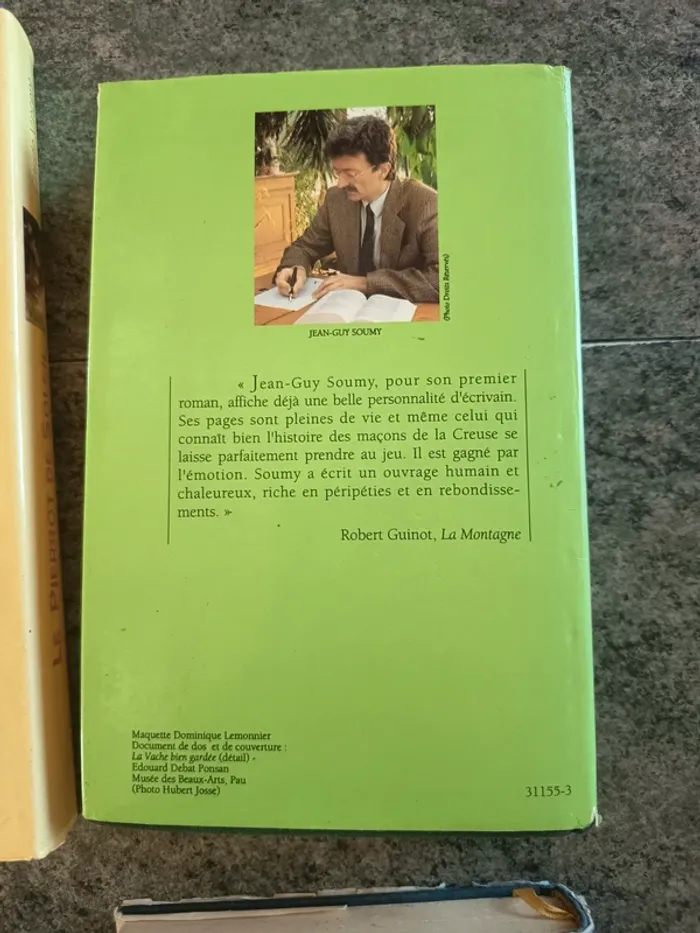 LE PIERROT DE SOLEIL
(Photo Droits Réservés)
JEAN-GUY SOUMY
« Jean-Guy Soumy, pour son premier
roman, affiche déjà une belle personnalité d'écrivain.
Ses pages sont pleines de vie et même celui qui
connaît bien l'histoire des maçons de la Creuse se
laisse parfaitement prendre au jeu. Il est gagné par
l'émotion. Soumy a écrit un ouvrage humain et
chaleureux, riche en péripéties et en rebondisse-
ments. »
Robert Guinot, La Montagne
Maquette Dominique Lemonnier
Document de dos et de couverture :
La Vache bien gardée (détail) -
Edouard Debat Ponsan
Musée des Beaux-Arts, Pau
(Photo Hubert Josse)
31155-3